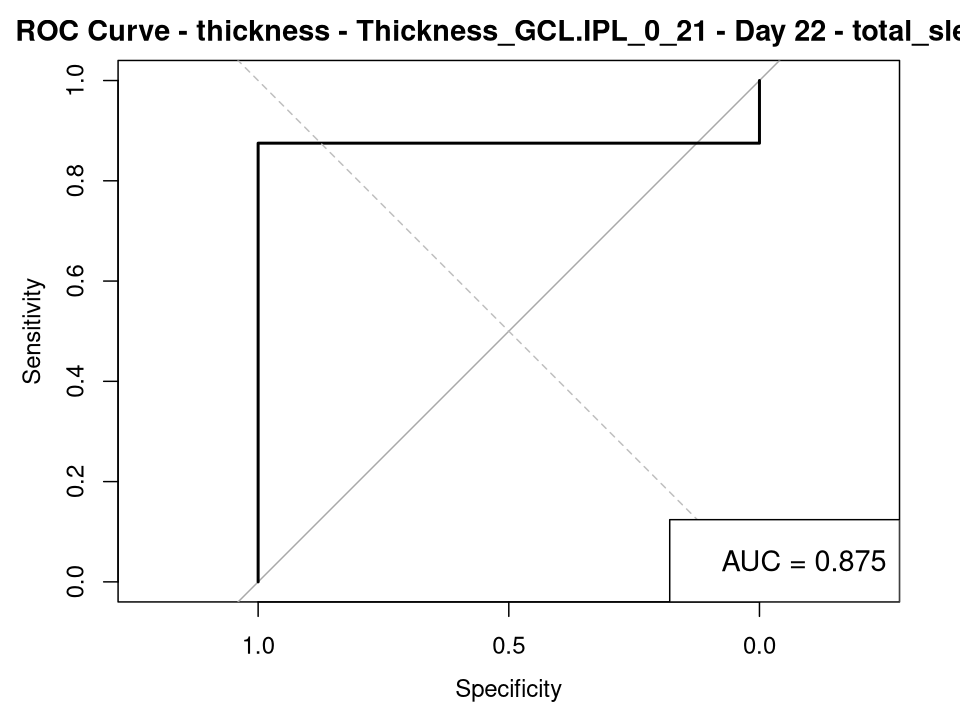 ROC Curve - thickness - Thickness_GCL.IPL_0_21 - Day 22 - total_sle
1.0
0.8
0.6
0.4
0.2
0.0
Sensitivity
AUC = 0.875
1.0 0.5 0.0
Specificity